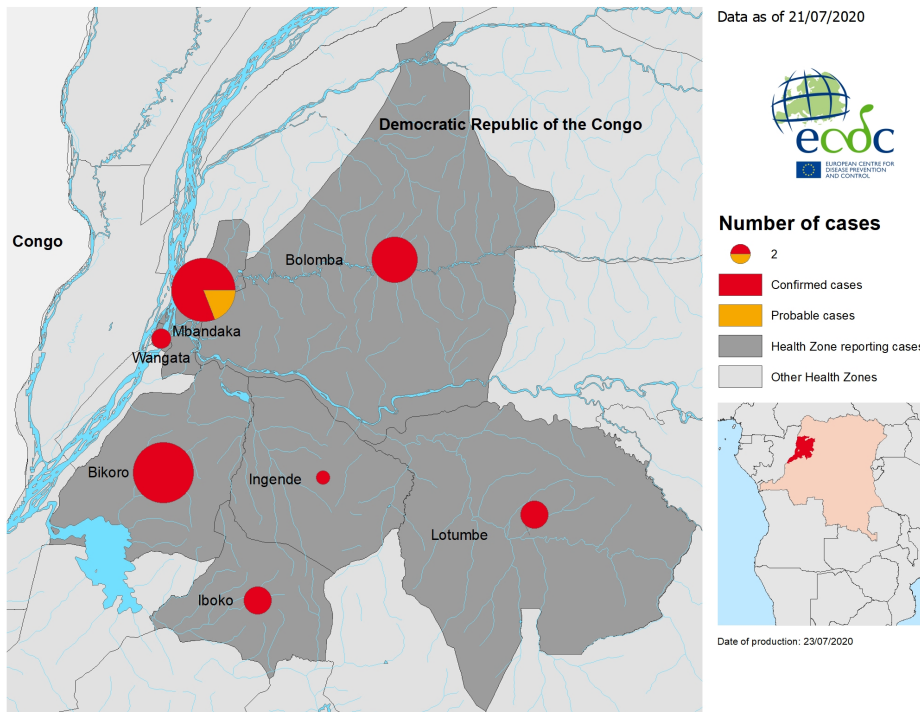 Data as of 21/07/2020
Democratic Republic of the Congo
ecdc
EUROPEAN CENTRE FOR
DISEASE PREVENTION
AND CONTROL
Number of cases
2
Confirmed cases
Probable cases
Health Zone reporting cases
Other Health Zones
Congo
Bolomba
Mbandaka
Wangata
Bikoro
Ingende
Lotumbe
Iboko
Date of production: 23/07/2020